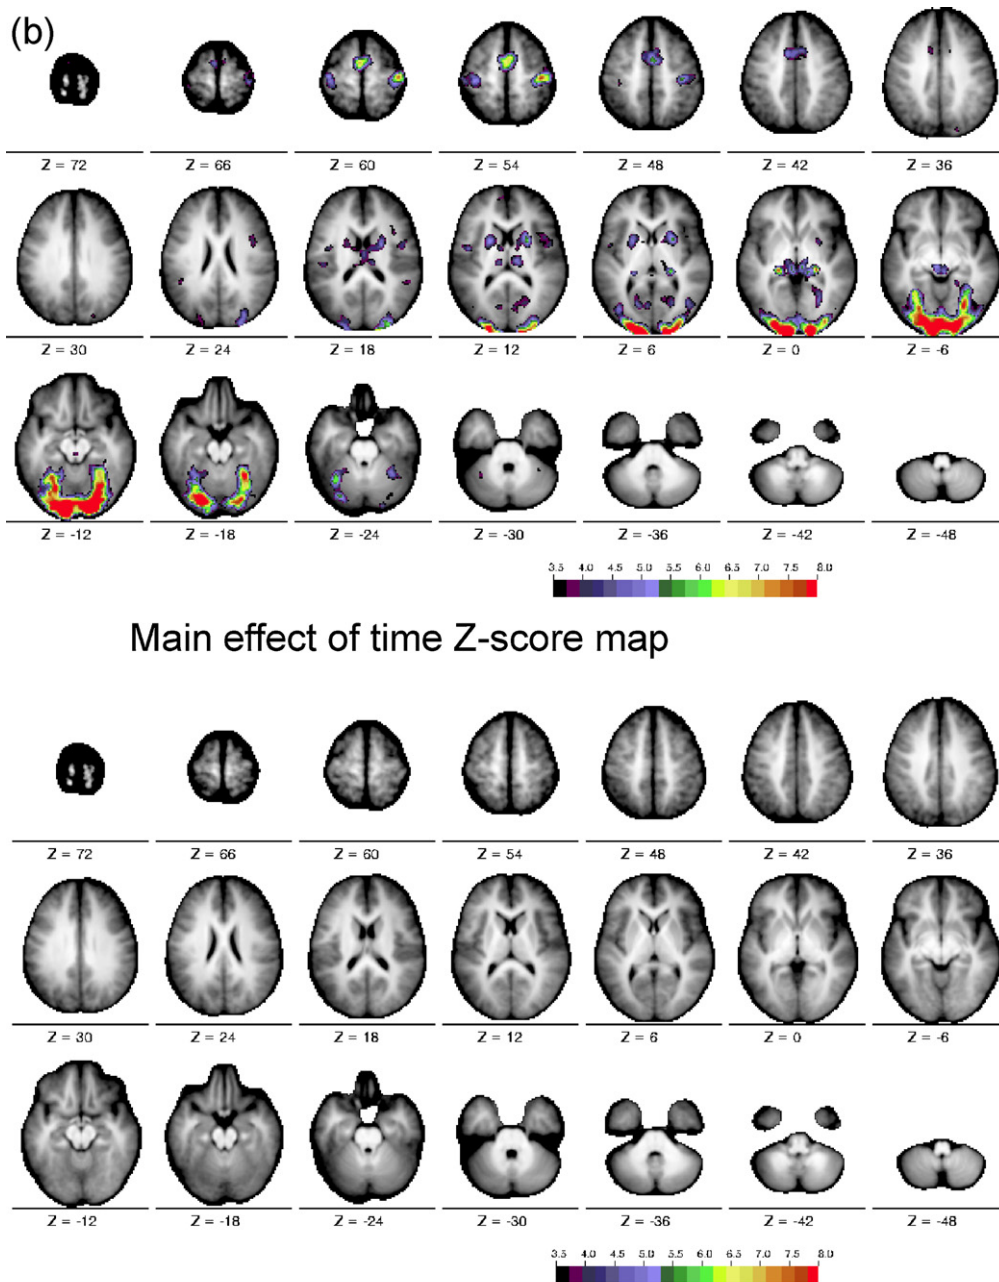 (b)
Z = 72 Z = 66 Z = 60 Z = 54 Z = 48 Z = 42 Z = 36
Z = 30 Z = 24 Z = 18 Z = 12 Z = 6 Z = 0 Z = -6
Z = -12 Z = -18 Z = -24 Z = -30 Z = -36 Z = -42 Z = -48
3.5 4.0 4.5 5.0 5.5 6.0 6.5 7.0 7.5 8.0
Main effect of time Z-score map
Z = 72 Z = 66 Z = 60 Z = 54 Z = 48 Z = 42 Z = 36
Z = 30 Z = 24 Z = 18 Z = 12 Z = 6 Z = 0 Z = -6
Z = -12 Z = -18 Z = -24 Z = -30 Z = -36 Z = -42 Z = -48
3.5 4.0 4.5 5.0 5.5 6.0 6.5 7.0 7.5 8.0